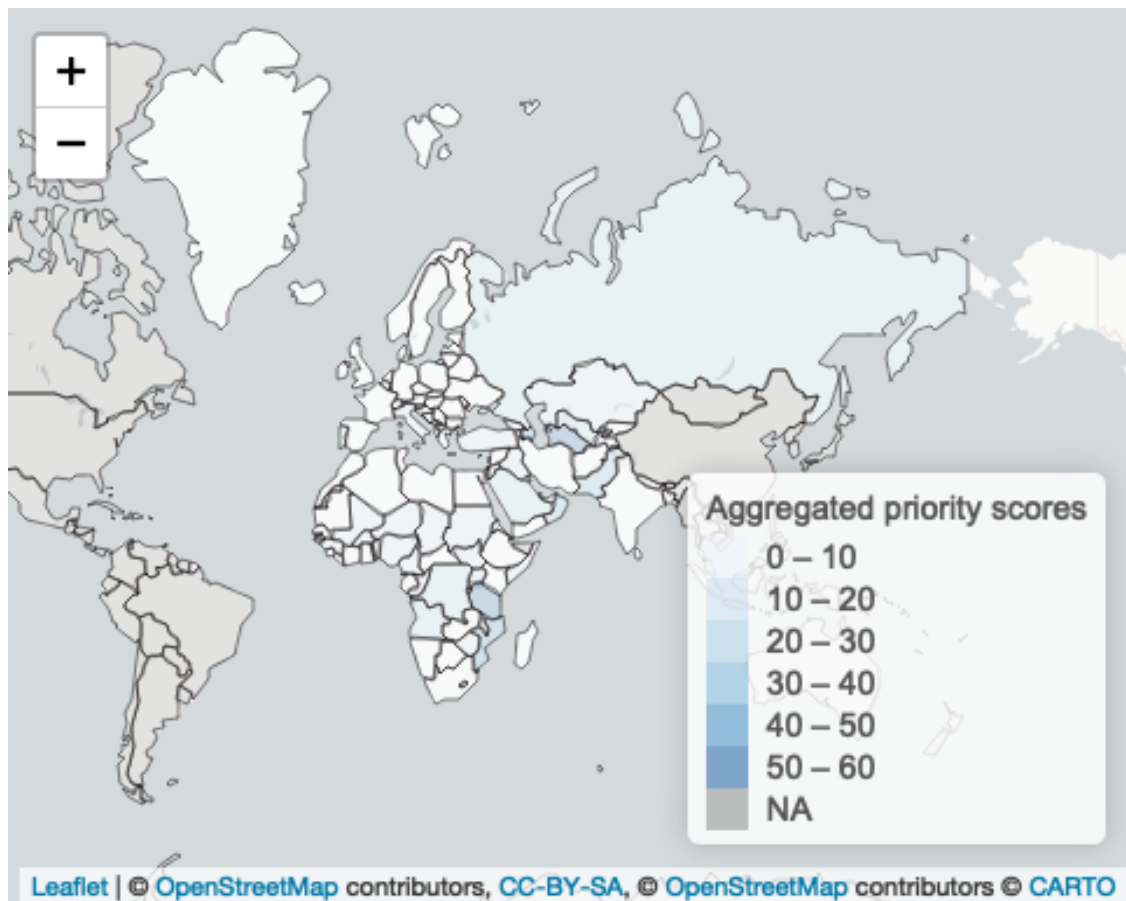 +
−
Aggregated priority scores
0 – 10
10 – 20
20 – 30
30 – 40
40 – 50
50 – 60
NA
Leaflet | © OpenStreetMap contributors, CC-BY-SA, © OpenStreetMap contributors © CARTO